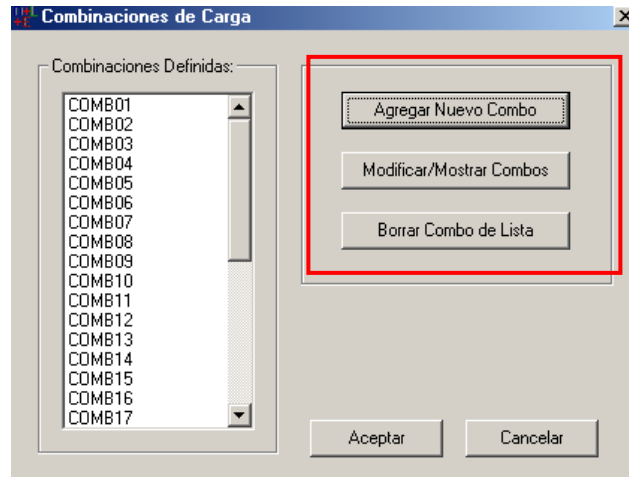 Combinaciones de Carga
Combinaciones Definidas:
COMB01
COMB02
COMB03
COMB04
COMB05
COMB06
COMB07
COMB08
COMB09
COMB10
COMB11
COMB12
COMB13
COMB14
COMB15
COMB16
COMB17
Agregar Nuevo Combo
Modificar/Mostrar Combos
Borrar Combo de Lista
Aceptar
Cancelar